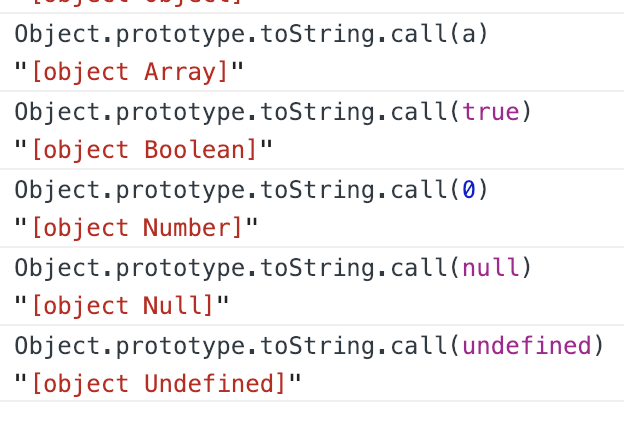 "[object Object]"
Object.prototype.toString.call(a)
"[object Array]"
Object.prototype.toString.call(true)
"[object Boolean]"
Object.prototype.toString.call(0)
"[object Number]"
Object.prototype.toString.call(null)
"[object Null]"
Object.prototype.toString.call(undefined)
"[object Undefined]"